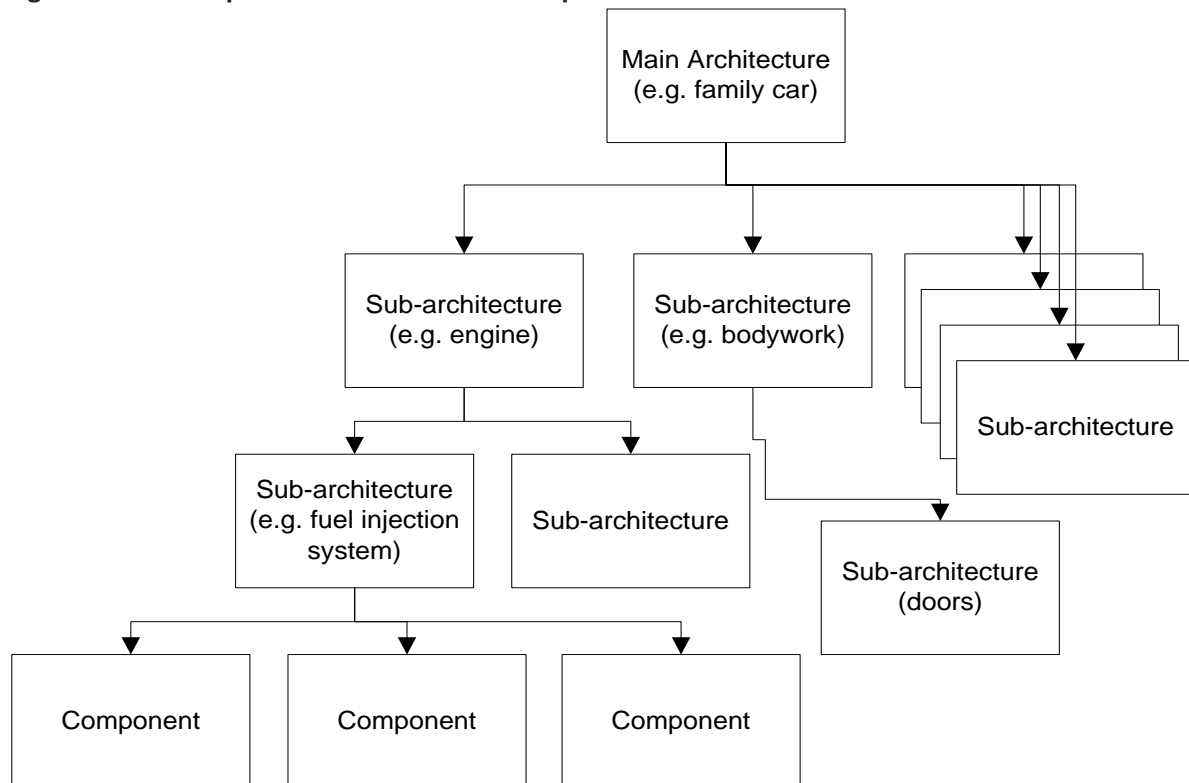 Main Architecture
(e.g. family car)
Sub-architecture
(e.g. engine)
Sub-architecture
(e.g. bodywork)
Sub-architecture
Sub-architecture
(e.g. fuel injection
system)
Sub-architecture
Sub-architecture
(doors)
Component
Component
Component